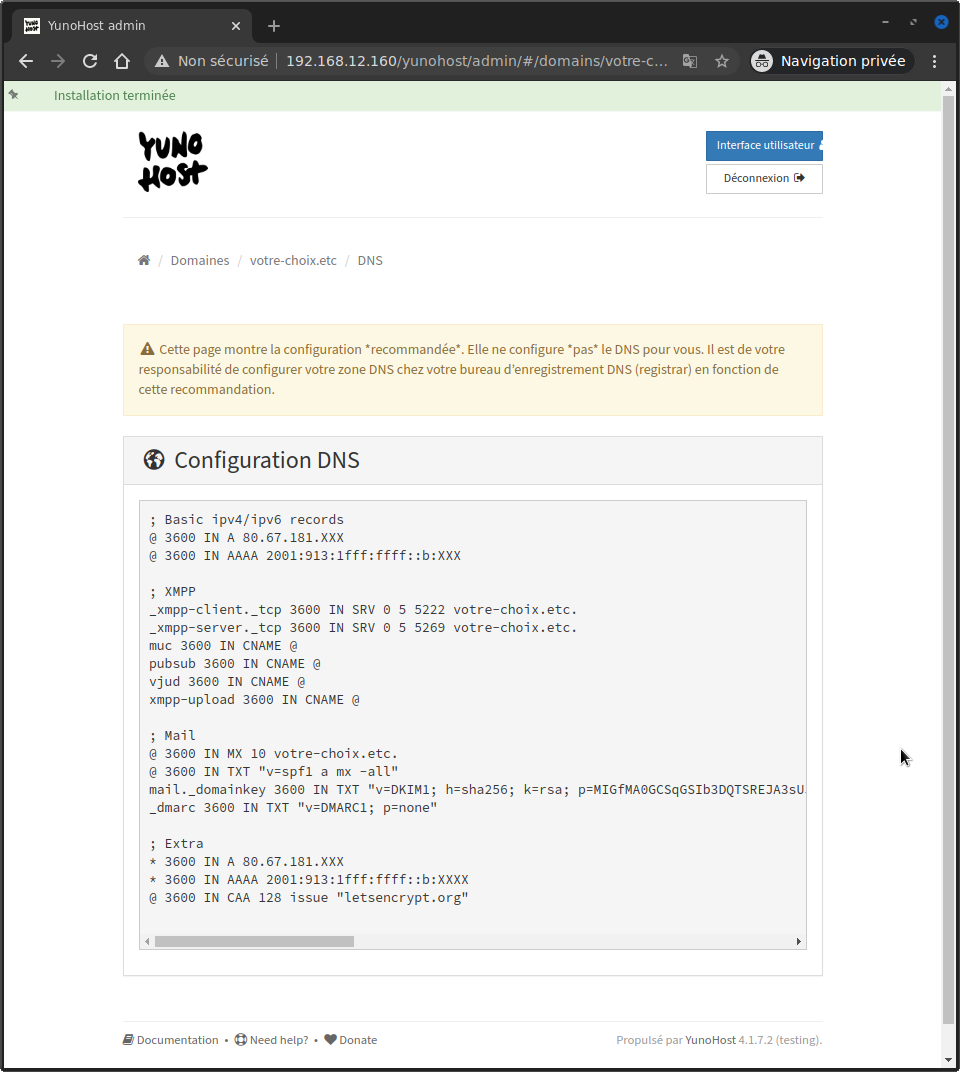 YunoHost admin
Non sécurisé
192.168.12.160/yunohost/admin/#/domains/votre-c...
Navigation privée
Installation terminée
YUNO
HOST
Interface utilisateur
Déconnexion
/ Domaines / votre-choix.etc / DNS
Cette page montre la configuration *recommandée*. Elle ne configure *pas* le DNS pour vous. Il est de votre
responsabilité de configurer votre zone DNS chez votre bureau d'enregistrement DNS (registrar) en fonction de
cette recommandation.
Configuration DNS
; Basic ipv4/ipv6 records
@ 3600 IN A 80.67.181.XXX
@ 3600 IN AAAA 2001:913:1fff:ffff::b:XXX
; XMPP
_xmpp-client._tcp 3600 IN SRV 0 5 5222 votre-choix.etc.
_xmpp-server._tcp 3600 IN SRV 0 5 5269 votre-choix.etc.
muc 3600 IN CNAME @
pubsub 3600 IN CNAME @
vjud 3600 IN CNAME @
xmpp-upload 3600 IN CNAME @
; Mail
@ 3600 IN MX 10 votre-choix.etc.
@ 3600 IN TXT "v=spf1 a mx -all"
mail._domainkey 3600 IN TXT "v=DKIM1; h=sha256; k=rsa; p=MIGfMA0GCSqGSIb3DQTSREJA3sU
_dmarc 3600 IN TXT "v=DMARC1; p=none"
; Extra
* 3600 IN A 80.67.181.XXX
* 3600 IN AAAA 2001:913:1fff:ffff::b:XXXX
@ 3600 IN CAA 128 issue "letsencrypt.org"
Documentation • Need help? • Donate
Propulsé par YunoHost 4.1.7.2 (testing).